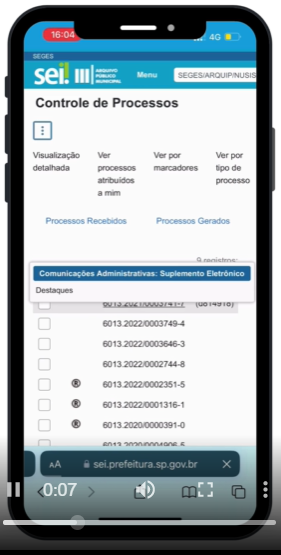 16:04
4G
SEGES
sei!
ARQUIVO
PÚBLICO
MUNICIPAL
Menu
SEGES/ARQUIP/NUSIS
Controle de Processos
Visualização detalhada
Ver processos atribuídos a mim
Ver por marcadores
Ver por tipo de processo
Processos Recebidos
Processos Gerados
9 registros:
Comunicações Administrativas: Suplemento Eletrônico
Destaques
6013.2021/0003741-7 (0814918)
6013.2022/0003749-4
6013.2022/0003646-3
6013.2022/0002744-8
® 6013.2022/0002351-5
® 6013.2022/0001316-1
® 6013.2020/0000391-0
6013.2020/0004906-5
AA
sei.prefeitura.sp.gov.br
0:07